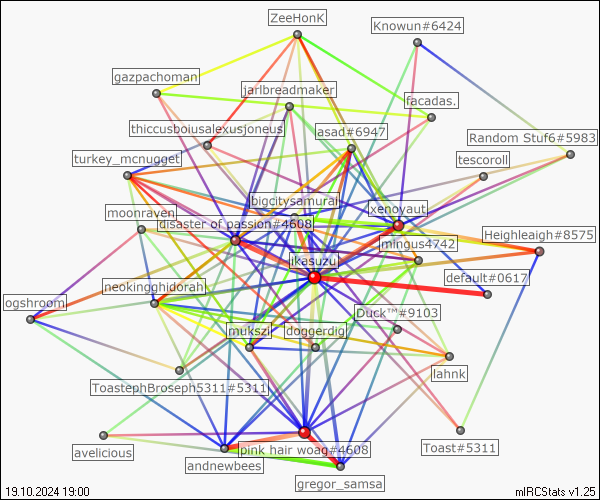 ZeeHonK
Knowun#6424
gazpachoman
jarlbreadmaker
facadas.
thiccusboiusalexusjoneus
asad#6947
Random Stuf6#5983
turkey_mcnugget
tescoroll
bigcitysamurai
moonraven
xenoyaut
disaster of passion#4608
Heighleigh#8575
mingus4742
ikasuzu
default#0617
neokingghidorah
ogshroom
Duck™#9103
mukszi
doggerdig
lahnk
ToastephBroseph5311#5311
avelicious
pink hair woag#4608
Toast#5311
andnewbees
gregor_samsa
19.10.2024 19:00
mIRCStats v1.25